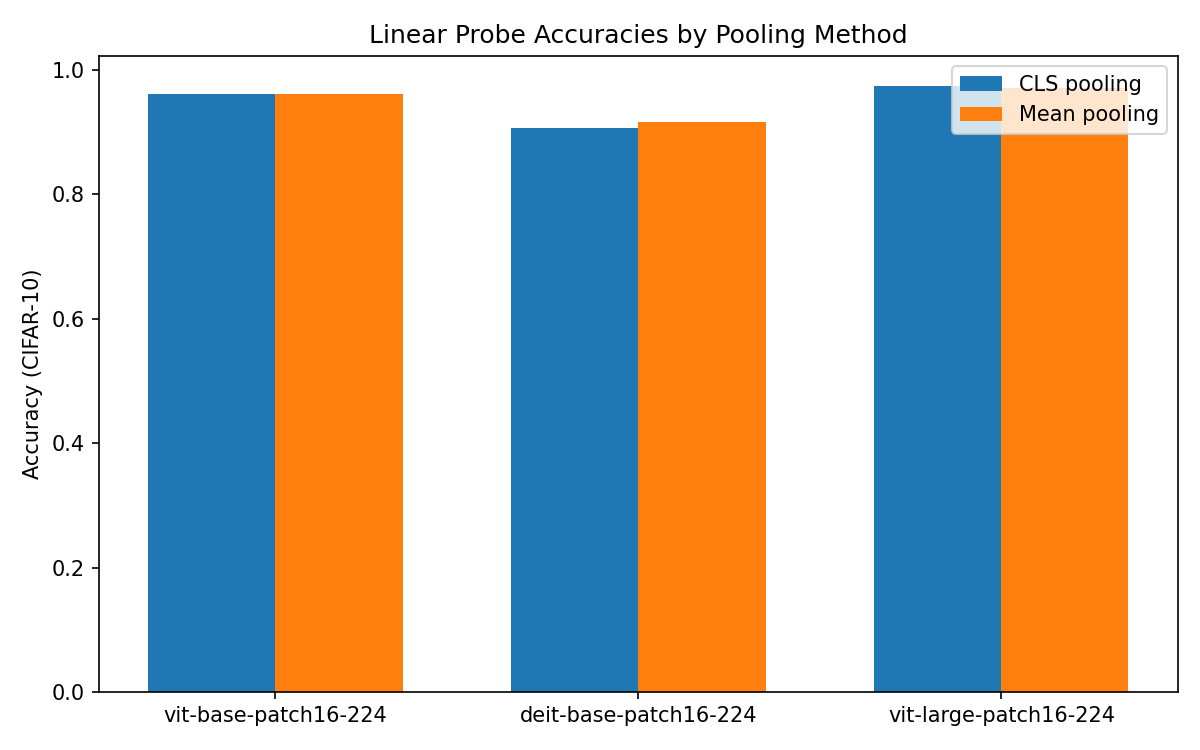 Linear Probe Accuracies by Pooling Method
CLS pooling
Mean pooling
Accuracy (CIFAR-10)
1.0
0.8
0.6
0.4
0.2
0.0
vit-base-patch16-224
deit-base-patch16-224
vit-large-patch16-224